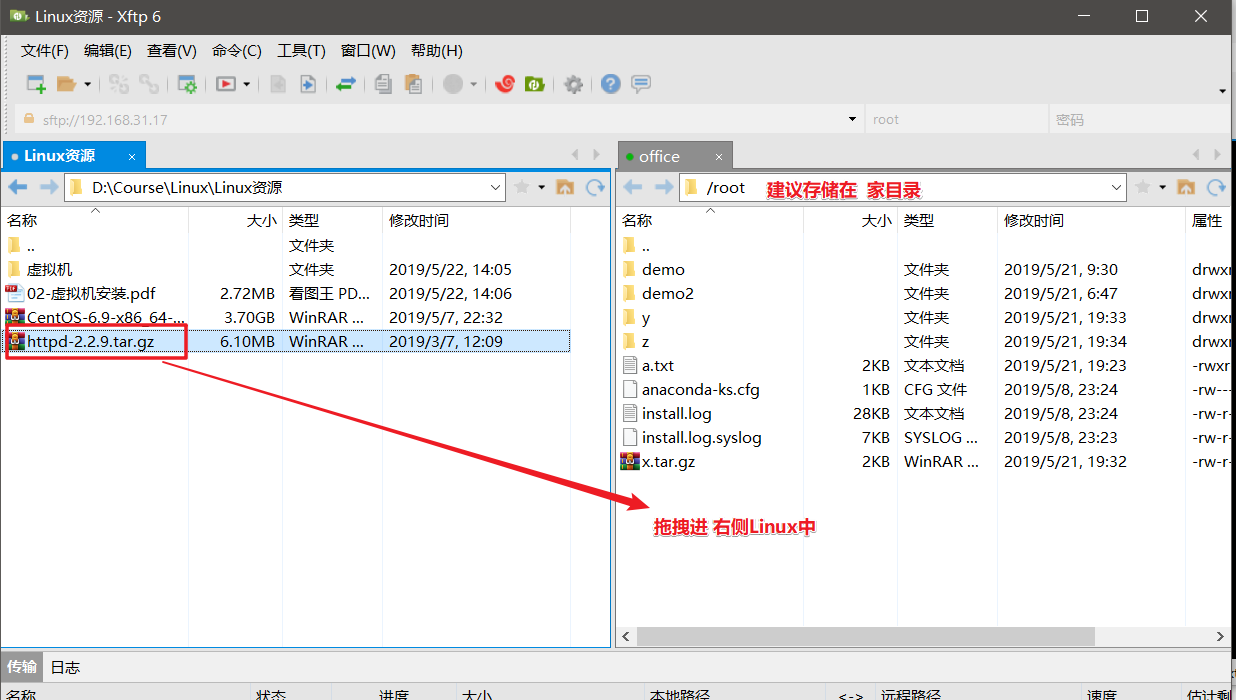 Linux资源 - Xftp 6
文件(F) 编辑(E) 查看(V) 命令(C) 工具(T) 窗口(W) 帮助(H)
sftp://192.168.31.17 root 密码
Linux资源 × office ×
D:\Course\Linux\Linux资源 /root 建议存储在 家目录
名称 大小 类型 修改时间 名称 大小 类型 修改时间 属性
.. 文件夹 ..
虚拟机 文件夹 2019/5/22, 14:05 demo 文件夹 2019/5/21, 9:30 drwx
02-虚拟机安装.pdf 2.72MB 看图王 PD... 2019/5/22, 14:06 demo2 文件夹 2019/5/21, 6:47 drwx
CentOS-6.9-x86_64-... 3.70GB WinRAR ... 2019/5/7, 22:32 y 文件夹 2019/5/21, 19:33 drwx
httpd-2.2.9.tar.gz 6.10MB WinRAR ... 2019/3/7, 12:09 z 文件夹 2019/5/21, 19:34 drwx
a.txt 2KB 文本文档 2019/5/21, 19:23 -rwxr
anaconda-ks.cfg 1KB CFG 文件 2019/5/8, 23:24 -rw---
install.log 28KB 文本文档 2019/5/8, 23:24 -rw-r-
install.log.syslog 7KB SYSLOG ... 2019/5/8, 23:23 -rw-r-
x.tar.gz 2KB WinRAR ... 2019/5/21, 19:32 -rw-r-
拖拽进 右侧Linux中
传输 日志
名称 状态 进度 大小 本地路径 <-> 远程路径 速度 估计剩